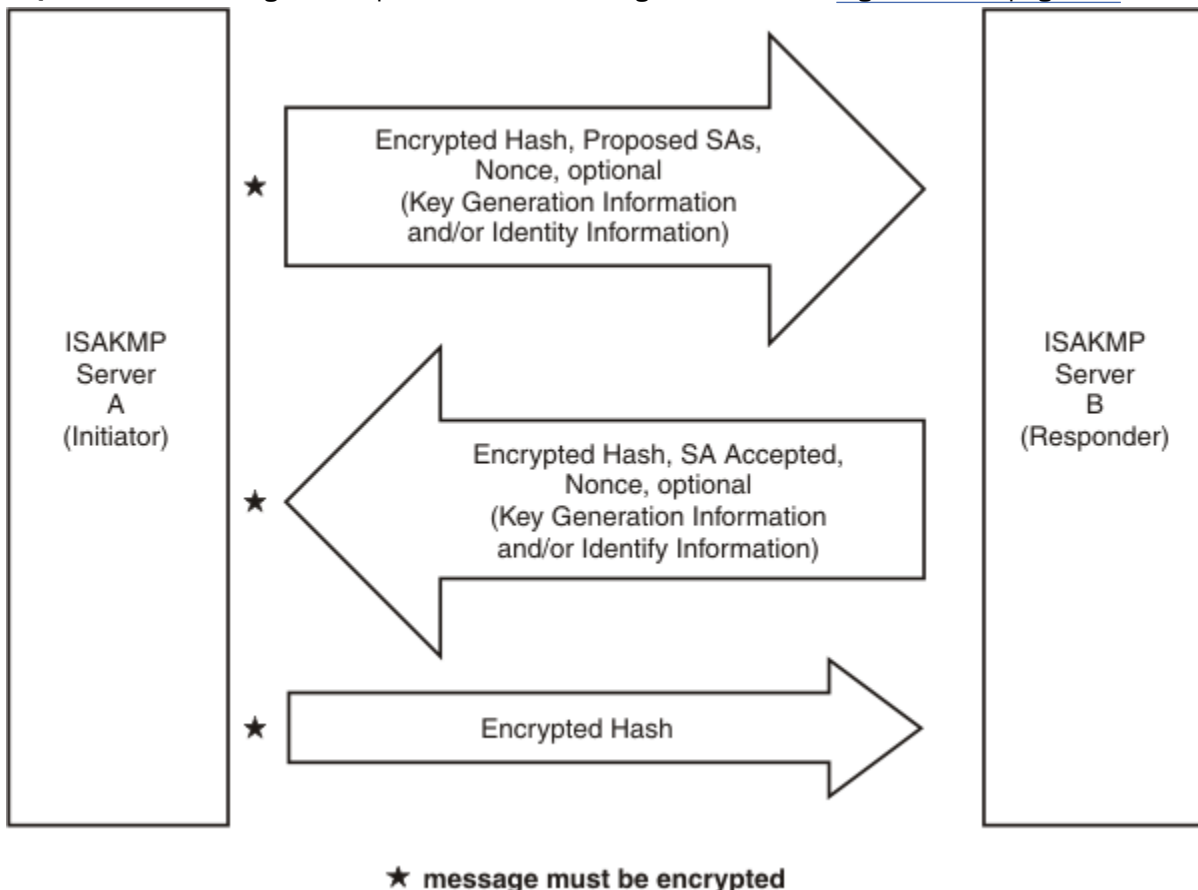 ISAKMP
Server
A
(Initiator)
Encrypted Hash, Proposed SAs,
Nonce, optional
(Key Generation Information
and/or Identity Information)
Encrypted Hash, SA Accepted,
Nonce, optional
(Key Generation Information
and/or Identify Information)
Encrypted Hash
ISAKMP
Server
B
(Responder)
★ message must be encrypted